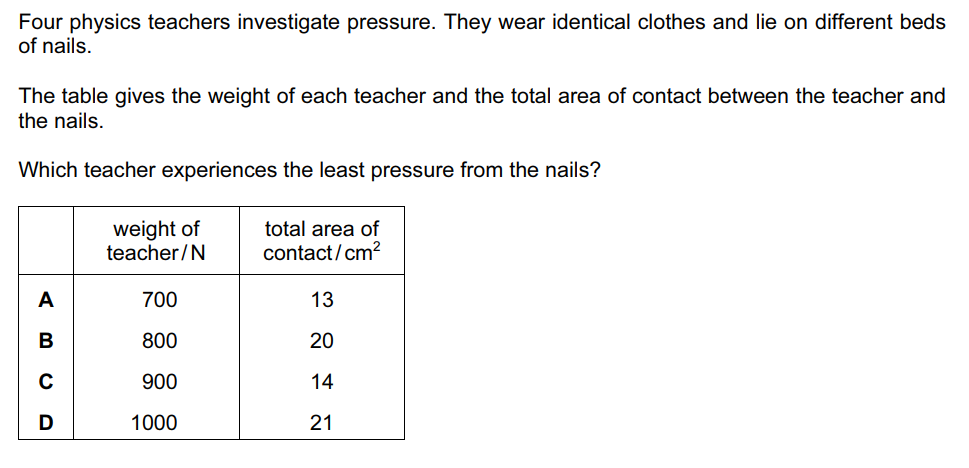 Four physics teachers investigate pressure. They wear identical clothes and lie on different beds
of nails.
The table gives the weight of each teacher and the total area of contact between the teacher and
the nails.
Which teacher experiences the least pressure from the nails?
weight of teacher / N total area of contact / cm²
A 700 13
B 800 20
C 900 14
D 1000 21